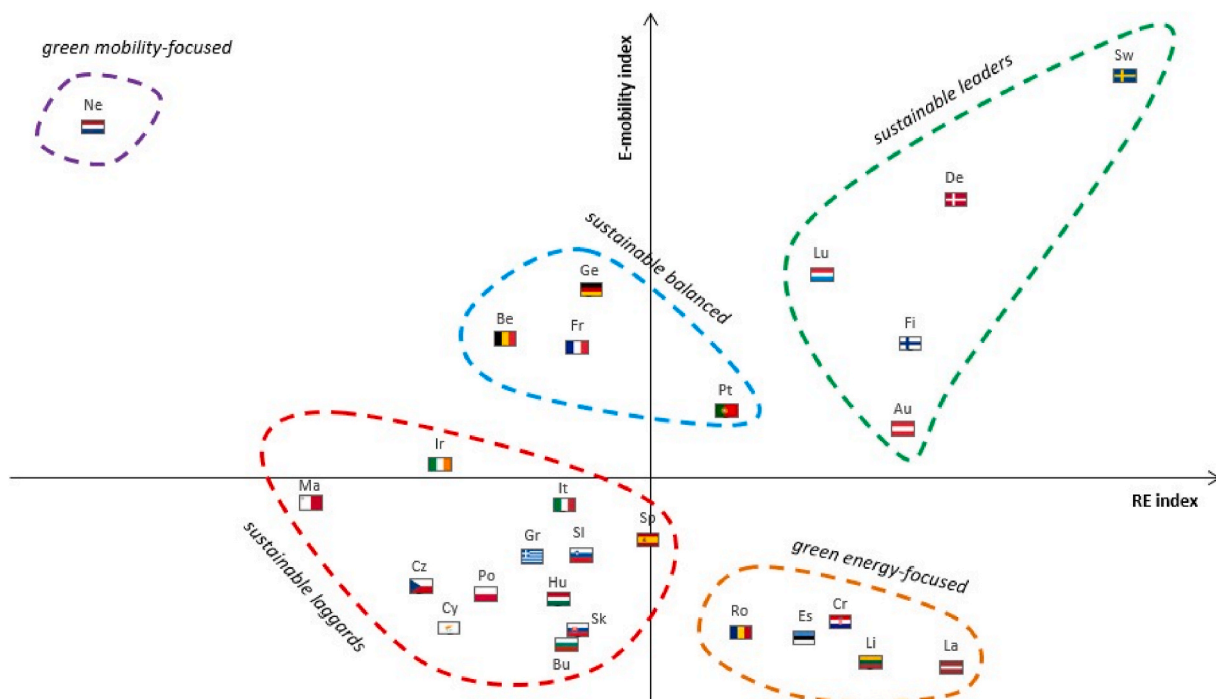 green mobility-focused
Ne
E-mobility index
sustainable leaders
Sw
De
Lu
Fi
Au
sustainable balanced
Ge
Be
Fr
Pt
Ir
Ma
It
Sp
Gr
Sl
Cz
Po
Hu
Cy
Sk
Bu
sustainable laggards
RE index
green energy-focused
Ro
Es
Cr
Li
La